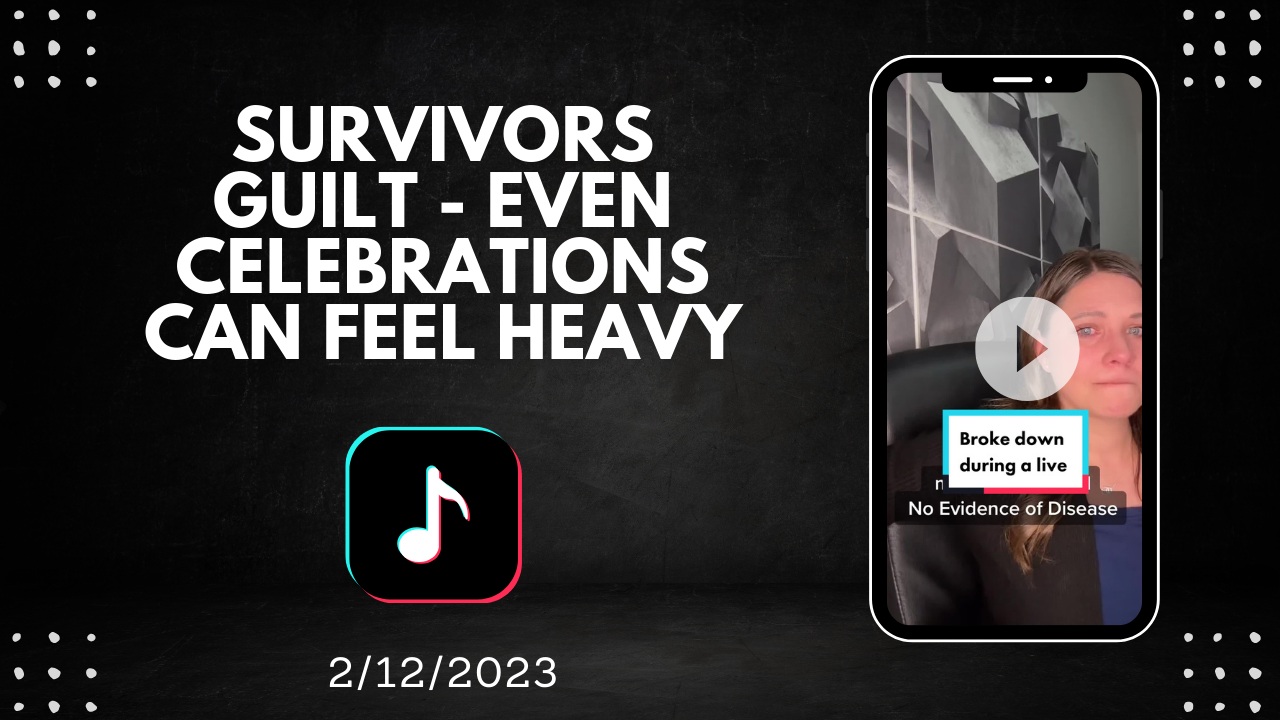 SURVIVORS
GUILT - EVEN
CELEBRATIONS
CAN FEEL HEAVY
2/12/2023
Broke down
during a live
No Evidence of Disease